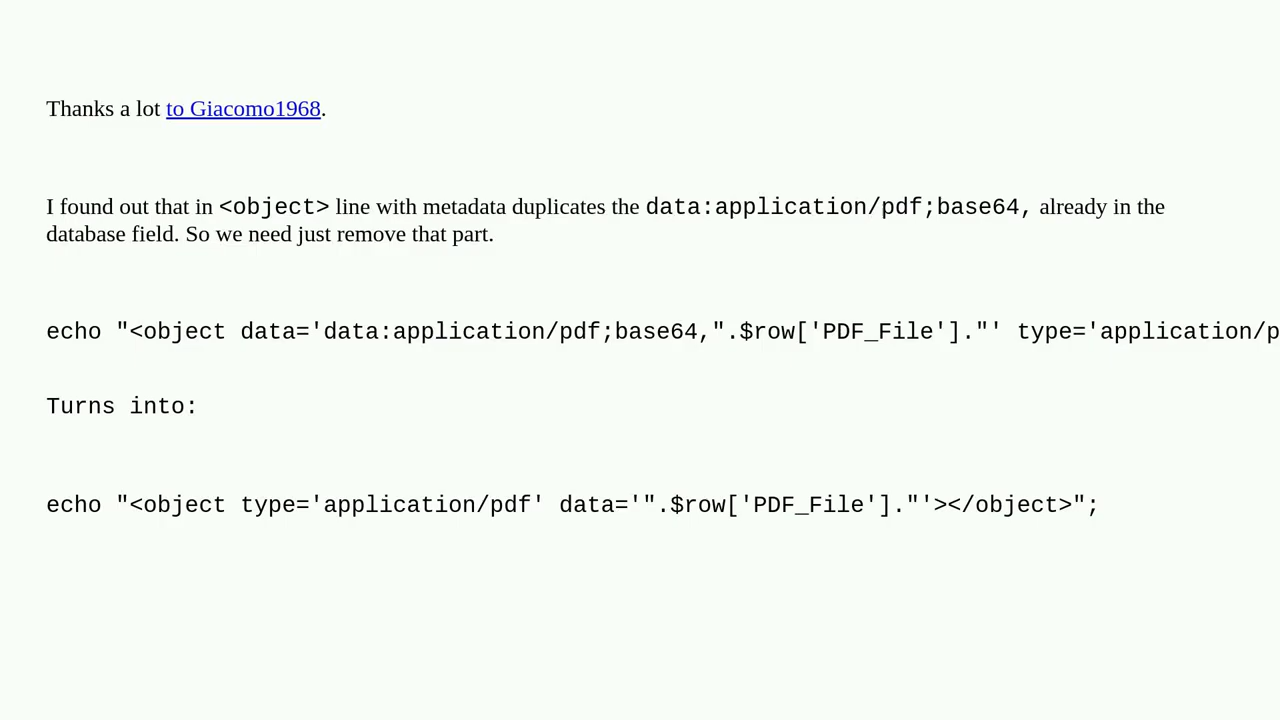 Thanks a lot to Giacomo1968.
I found out that in <object> line with metadata duplicates the data:application/pdf;base64, already in the
database field. So we need just remove that part.
echo "<object data='data:application/pdf;base64,".$row['PDF_File']."' type='application/p
Turns into:
echo "<object type='application/pdf' data='".$row['PDF_File']."'></object>";